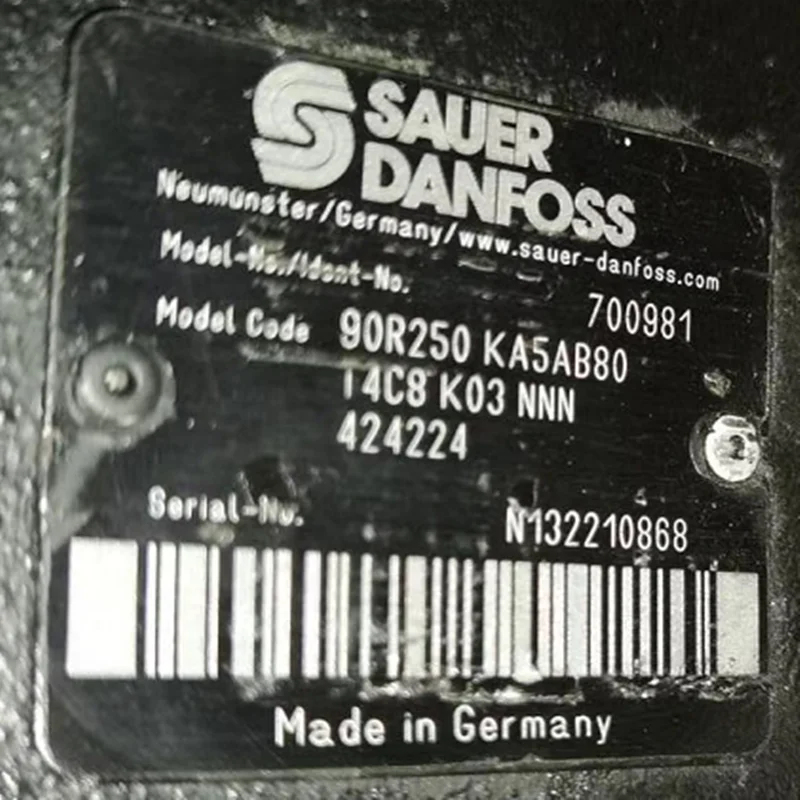 SAUER
DANFOSS
Neumünster/Germany/www.sauer-danfoss.com
Model-No./Ident-No.
700981
Model Code 90R250 KA5AB80
T4C8 K03 NNN
424224
Serial-No.
N132210868
Made in Germany